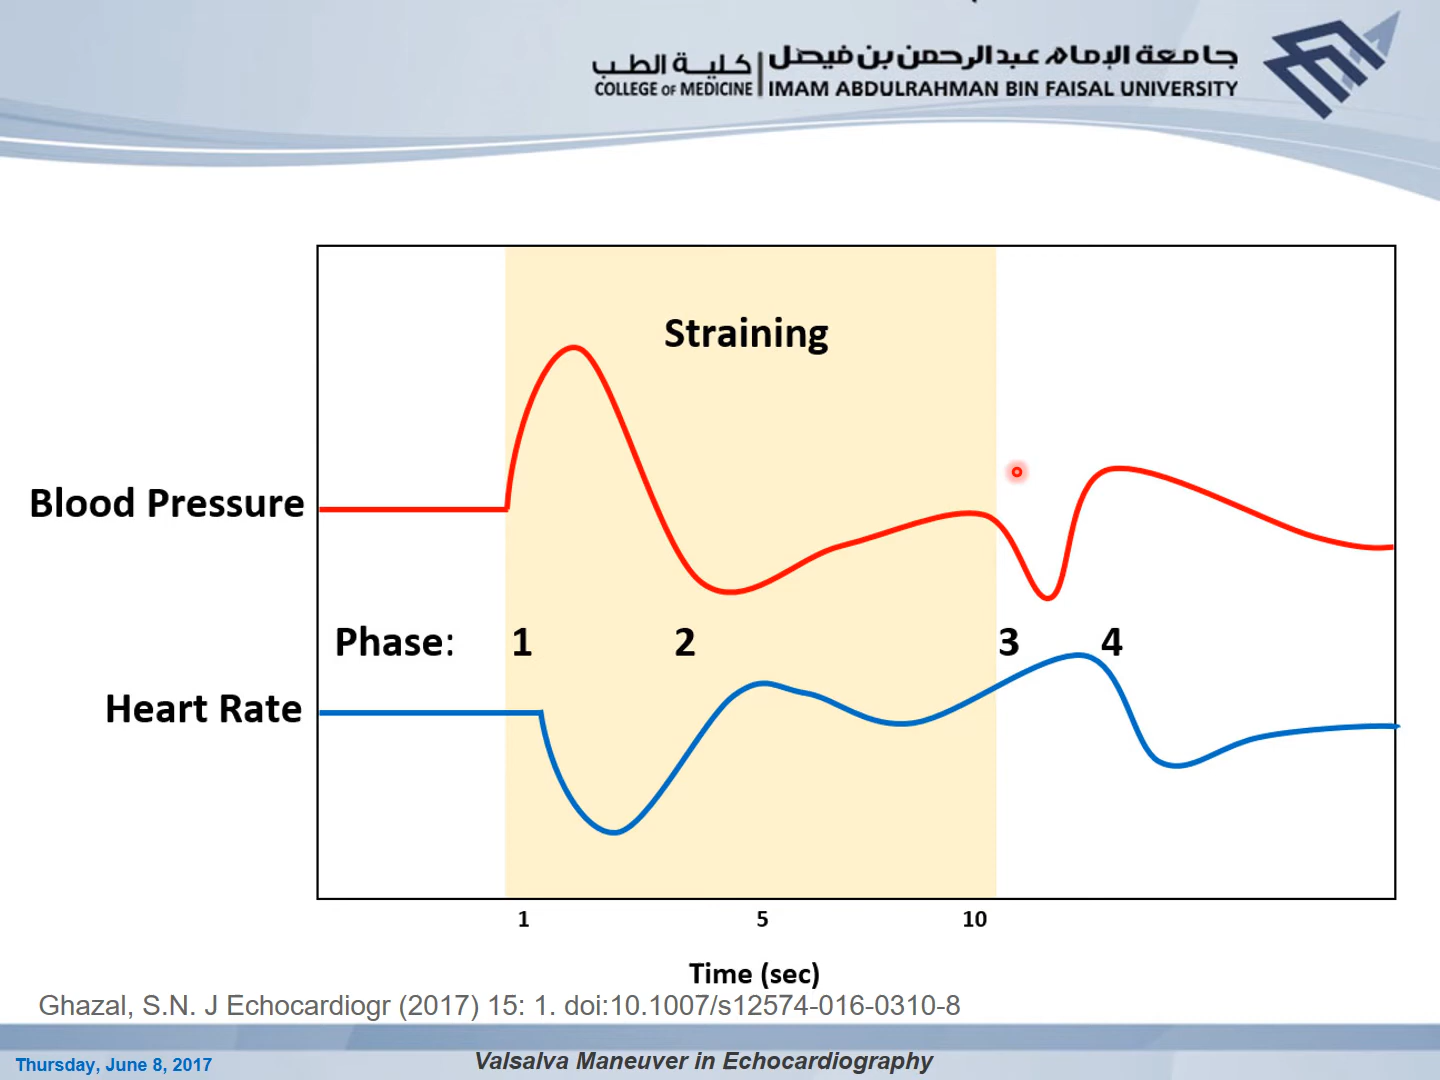 كلية الطب | جامعة الإمام عبدالرحمن بن فيصل
COLLEGE OF MEDICINE | IMAM ABDULRAHMAN BIN FAISAL UNIVERSITY
Straining
Blood Pressure
Phase: 1 2 3 4
Heart Rate
1 5 10
Time (sec)
Ghazal, S.N. J Echocardiogr (2017) 15: 1. doi:10.1007/s12574-016-0310-8
Thursday, June 8, 2017
Valsalva Maneuver in Echocardiography